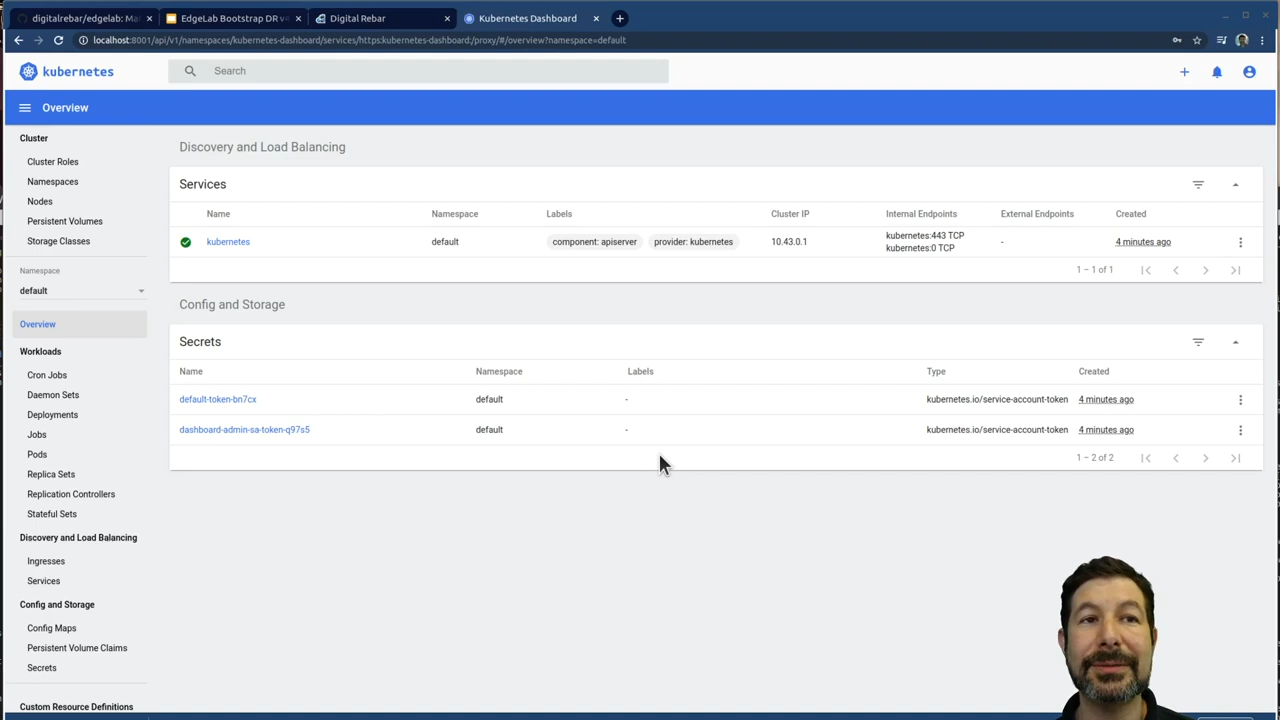 digitalrebar/edgelab: Ma
EdgeLab Bootstrap DR v4
Digital Rebar
Kubernetes Dashboard
localhost:8001/api/v1/namespaces/kubernetes-dashboard/services/https:kubernetes-dashboard:/proxy/#/overview?namespace=default
kubernetes
Search
Overview
Cluster
Cluster Roles
Namespaces
Nodes
Persistent Volumes
Storage Classes
Namespace
default
Overview
Workloads
Cron Jobs
Daemon Sets
Deployments
Jobs
Pods
Replica Sets
Replication Controllers
Stateful Sets
Discovery and Load Balancing
Ingresses
Services
Config and Storage
Config Maps
Persistent Volume Claims
Secrets
Custom Resource Definitions
Discovery and Load Balancing
Services
Name Namespace Labels Cluster IP Internal Endpoints External Endpoints Created
kubernetes default component: apiserver provider: kubernetes 10.43.0.1 kubernetes:443 TCP - 4 minutes ago
kubernetes:0 TCP
1 – 1 of 1
Config and Storage
Secrets
Name Namespace Labels Type Created
default-token-bn7cx default - kubernetes.io/service-account-token 4 minutes ago
dashboard-admin-sa-token-q97s5 default - kubernetes.io/service-account-token 4 minutes ago
1 – 2 of 2